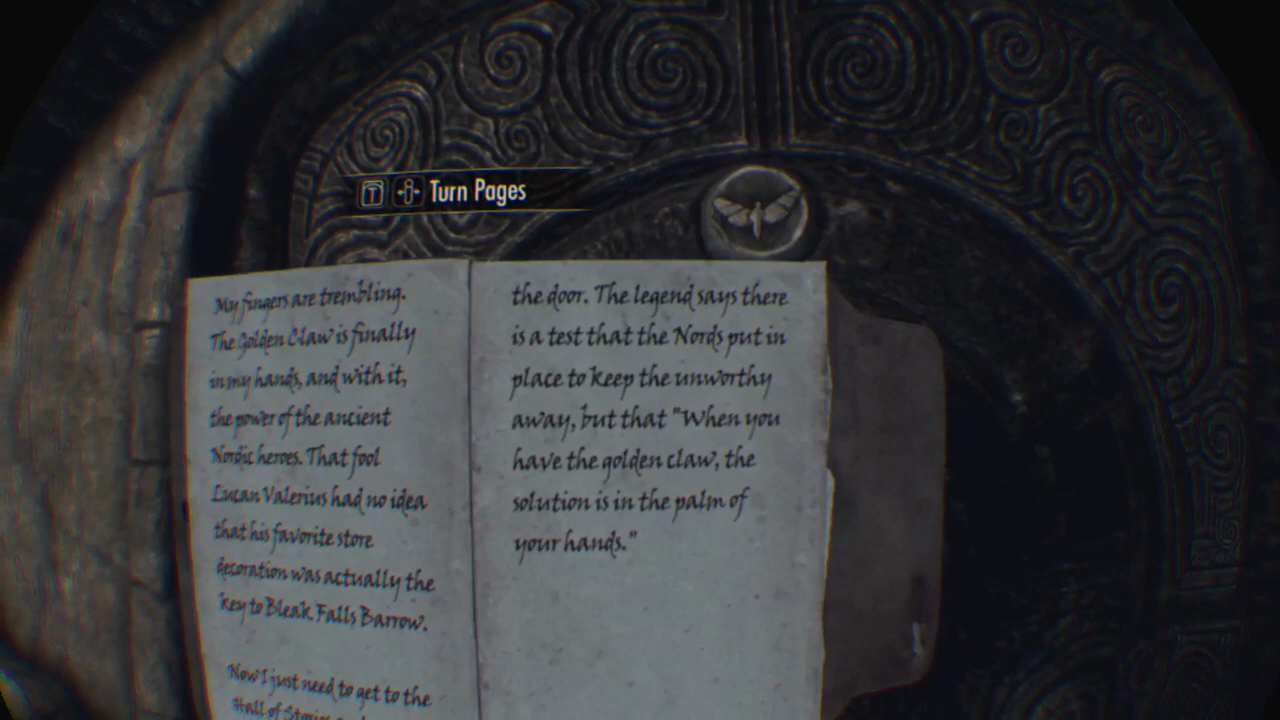 Turn Pages
My fingers are trembling.
The Golden Claw is finally
in my hands, and with it,
the power of the ancient
Nordic heroes. That fool
Lucan Valerius had no idea
that his favorite store
decoration was actually the
key to Bleak Falls Barrow.
Now I just need to get to the
Hall of Stories
the door. The legend says there
is a test that the Nords put in
place to keep the unworthy
away, but that "When you
have the golden claw, the
solution is in the palm of
your hands."